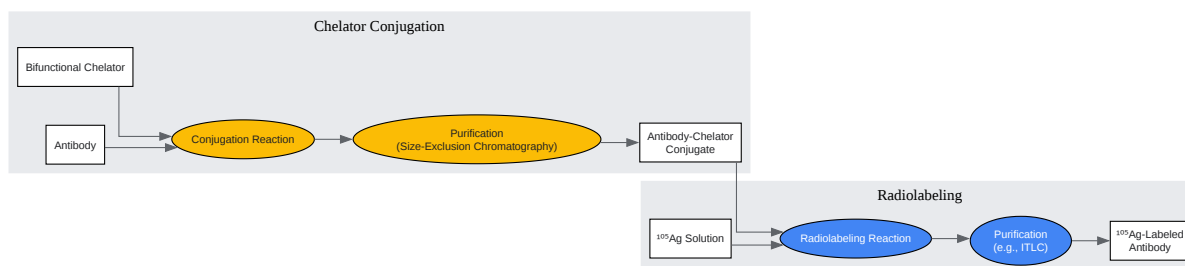 Chelator Conjugation
Bifunctional Chelator
Antibody
Conjugation Reaction
Purification
(Size-Exclusion Chromatography)
Antibody-Chelator
Conjugate
Radiolabeling
¹⁰⁵Ag Solution
Radiolabeling Reaction
Purification
(e.g., ITLC)
¹⁰⁵Ag-Labeled
Antibody